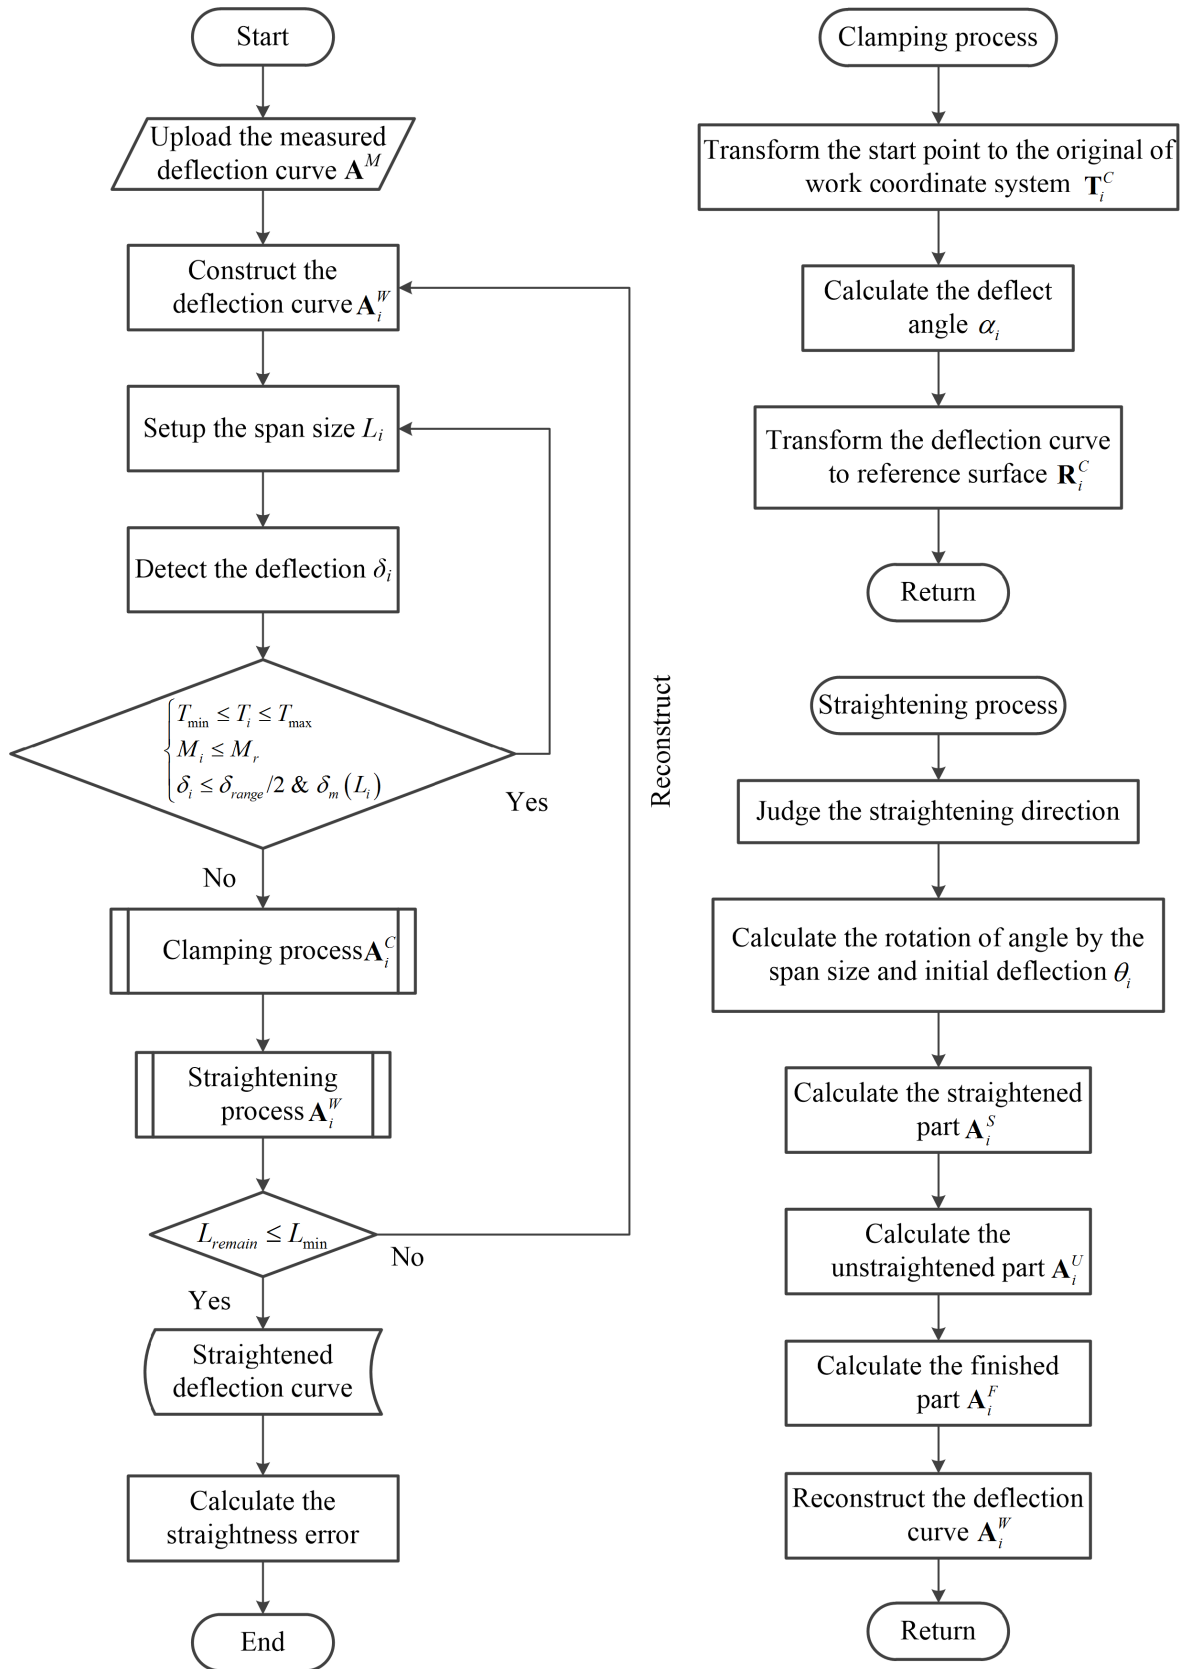 Start
Upload the measured
deflection curve A^M
Construct the
deflection curve A_i^W
Setup the span size L_i
Detect the deflection δ_i
T_min ≤ T_i ≤ T_max
M_i ≤ M_r
δ_i ≤ δ_range/2 & δ_m(L_i)
Yes
No
Clamping process A_i^C
Straightening
process A_i^W
L_remain ≤ L_min
No
Yes
Straightened
deflection curve
Calculate the
straightness error
End
Reconstruct
Clamping process
Transform the start point to the original of
work coordinate system T_i^C
Calculate the deflect
angle α_i
Transform the deflection curve
to reference surface R_i^C
Return
Straightening process
Judge the straightening direction
Calculate the rotation of angle by the
span size and initial deflection θ_i
Calculate the straightened
part A_i^S
Calculate the
unstraightened part A_i^U
Calculate the finished
part A_i^F
Reconstruct the deflection
curve A_i^W
Return